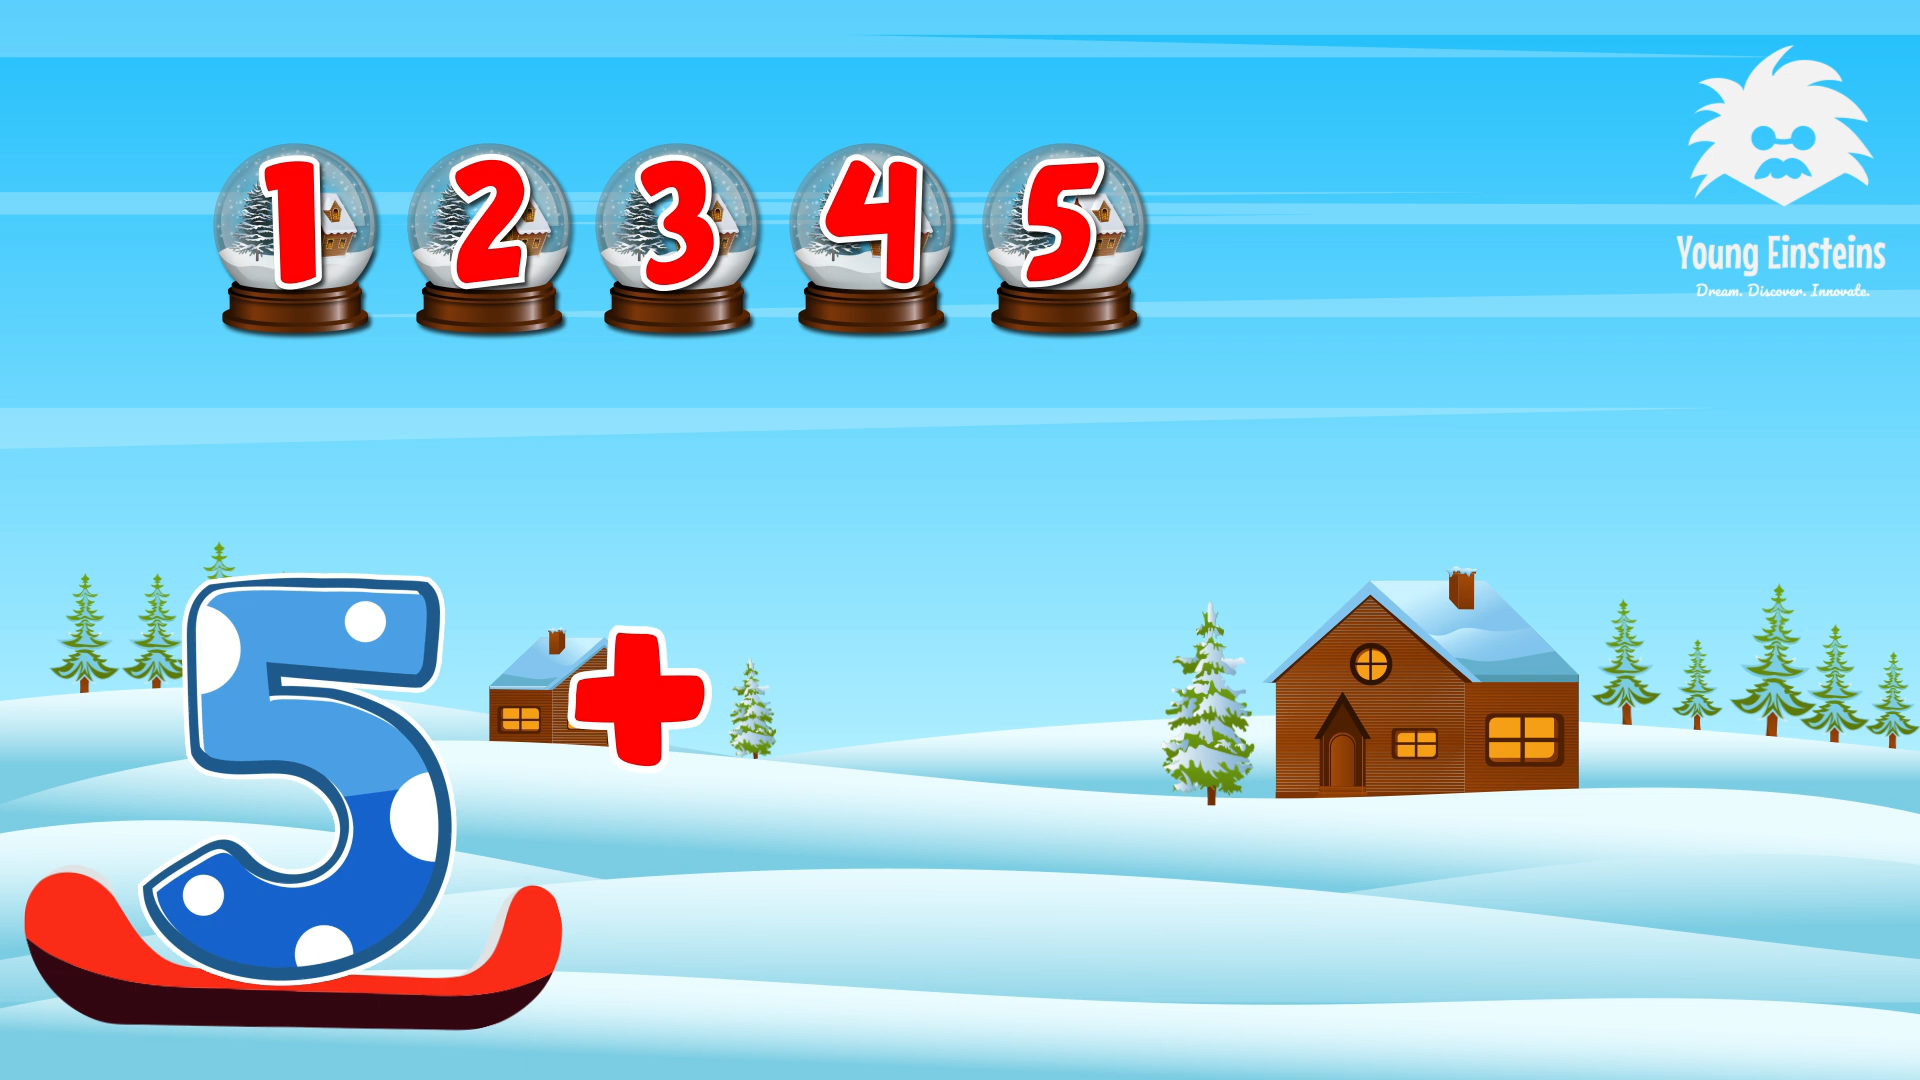 1 2 3 4 5
Young Einsteins
Dream. Discover. Innovate.
5 +